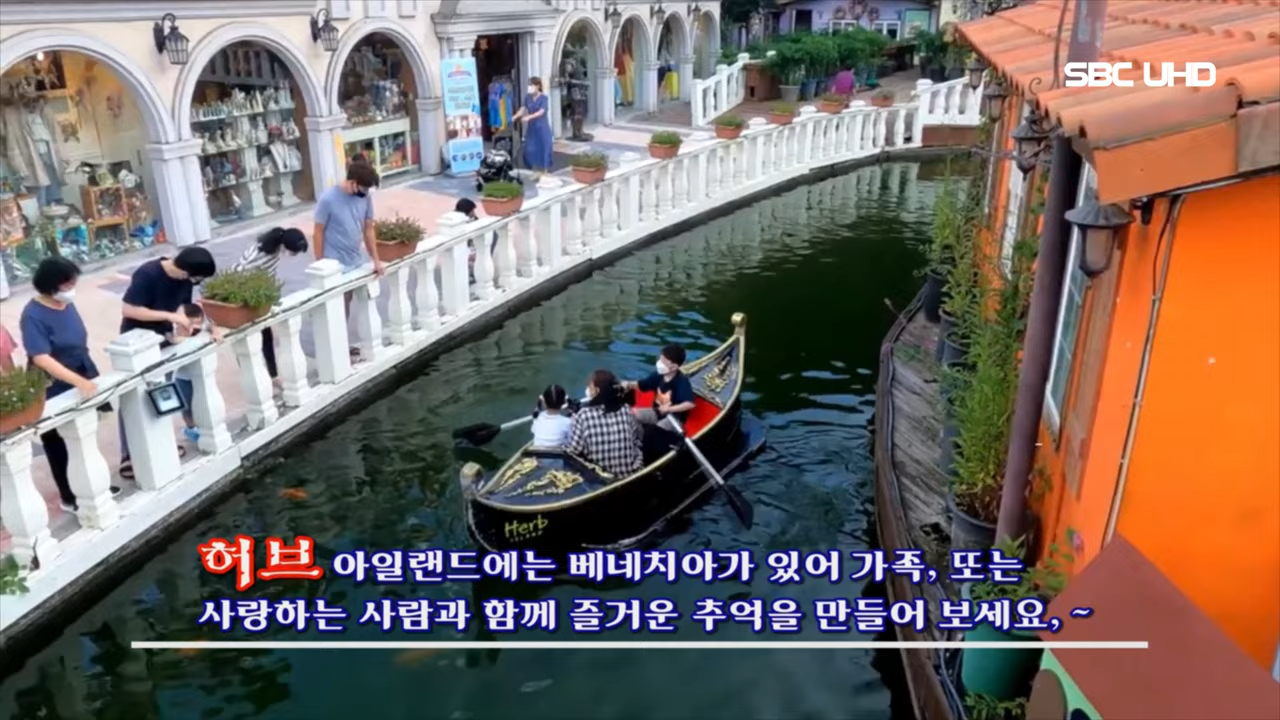 SBC UHD
Herb
ISLAND
허브 아일랜드에는 베네치아가 있어 가족, 또는
사랑하는 사람과 함께 즐거운 추억을 만들어 보세요, ~